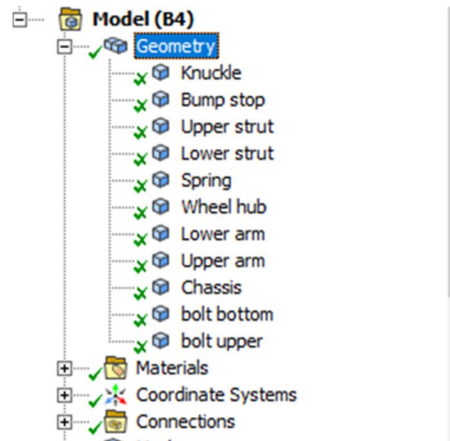 Model (B4)
Geometry
Knuckle
Bump stop
Upper strut
Lower strut
Spring
Wheel hub
Lower arm
Upper arm
Chassis
bolt bottom
bolt upper
Materials
Coordinate Systems
Connections